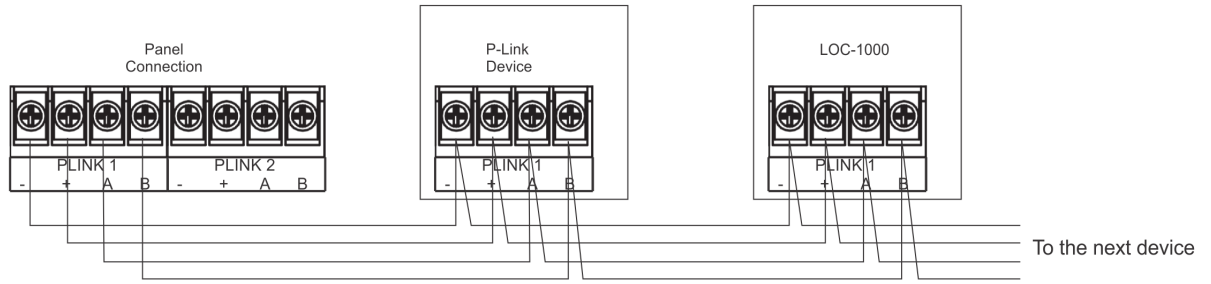 Panel
Connection
P-Link
Device
LOC-1000
PLINK 1
PLINK 2
PLINK 1
PLINK 1
- + A B - + A B
- + A B
- + A B
To the next device